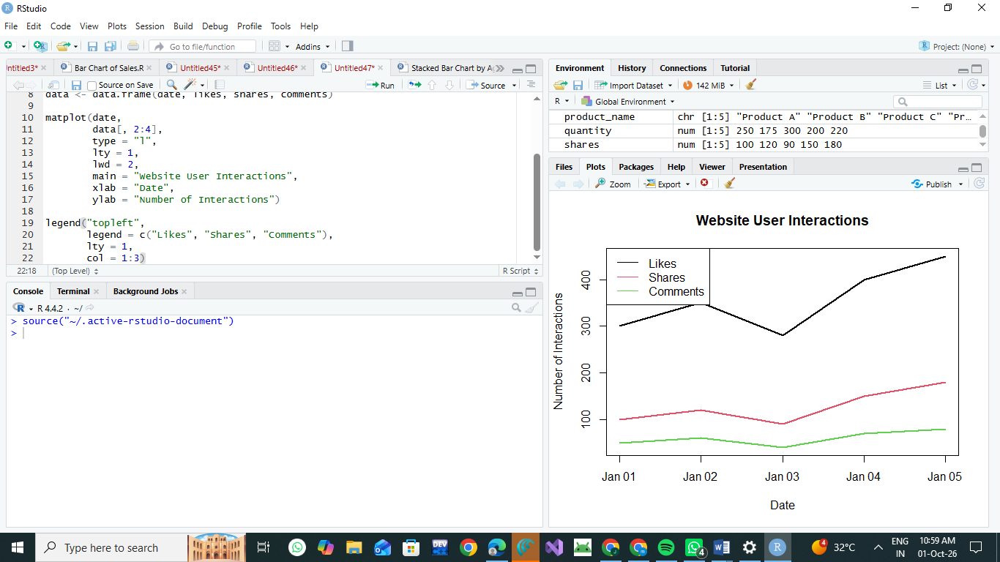 RStudio
File Edit Code View Plots Session Build Debug Profile Tools Help
Go to file/function Addins Project: (None)
ntitled3* Bar Chart of Sales.R Untitled45* Untitled46* Untitled47* Stacked Bar Chart by A
Source on Save Run Source
8 data <- data.frame(date, likes, shares, comments)
9
10 matplot(date,
11 data[, 2:4],
12 type = "l",
13 lty = 1,
14 lwd = 2,
15 main = "Website User Interactions",
16 xlab = "Date",
17 ylab = "Number of Interactions")
18
19 legend("topleft",
20 legend = c("Likes", "Shares", "Comments"),
21 lty = 1,
22 col = 1:3)
22:18 (Top Level) R Script
Console Terminal Background Jobs
R R 4.4.2 · ~/
> source("~/.active-rstudio-document")
>
Environment History Connections Tutorial
Import Dataset 142 MiB List
R Global Environment
product_name chr [1:5] "Product A" "Product B" "Product C" "Pr…
quantity num [1:5] 250 175 300 200 220
shares num [1:5] 100 120 90 150 180
Files Plots Packages Help Viewer Presentation
Zoom Export Publish
Website User Interactions
Likes
Shares
Comments
400
300
200
100
Number of Interactions
Jan 01 Jan 02 Jan 03 Jan 04 Jan 05
Date
Type here to search
DEV
4
4
32°C
ENG
IN
10:59 AM
01-Oct-26